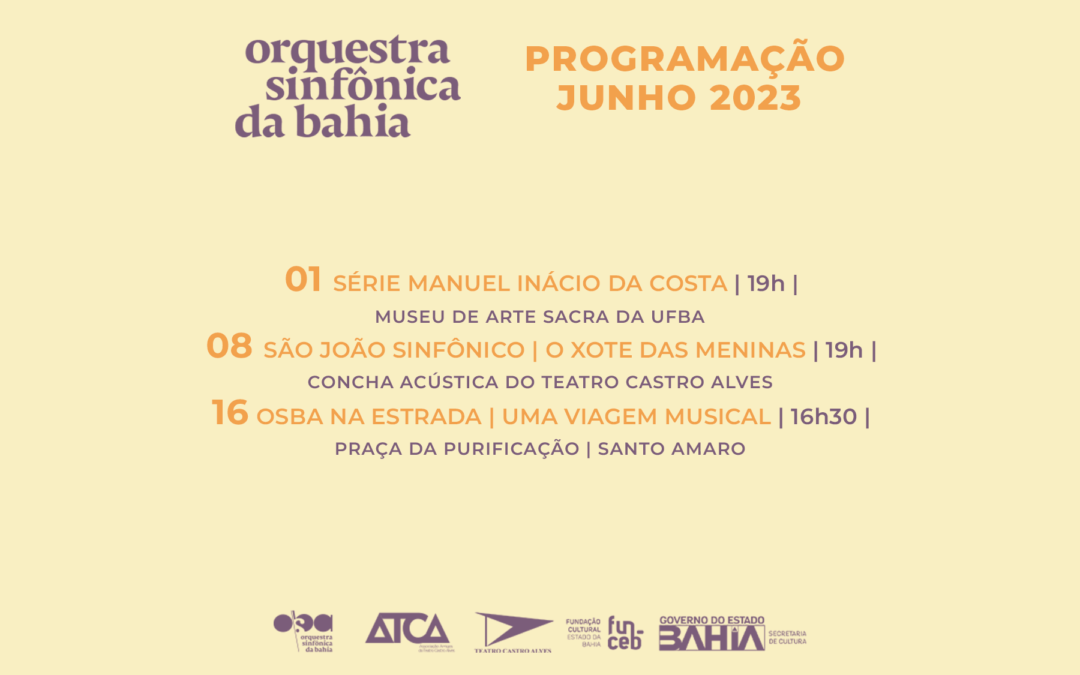 orquestra
sinfônica
da bahia
PROGRAMAÇÃO
JUNHO 2023
01 SÉRIE MANUEL INÁCIO DA COSTA | 19h |
MUSEU DE ARTE SACRA DA UFBA
08 SÃO JOÃO SINFÔNICO | O XOTE DAS MENINAS | 19h |
CONCHA ACÚSTICA DO TEATRO CASTRO ALVES
16 OSBA NA ESTRADA | UMA VIAGEM MUSICAL | 16h30 |
PRAÇA DA PURIFICAÇÃO | SANTO AMARO
orquestra
sinfônica
da bahia
ATCA
TEATRO CASTRO ALVES
FUNDAÇÃO
CULTURAL
ESTADO DA
BAHIA
fun_
ceb
GOVERNO DO ESTADO
BAHIA
SECRETARIA
DE CULTURA